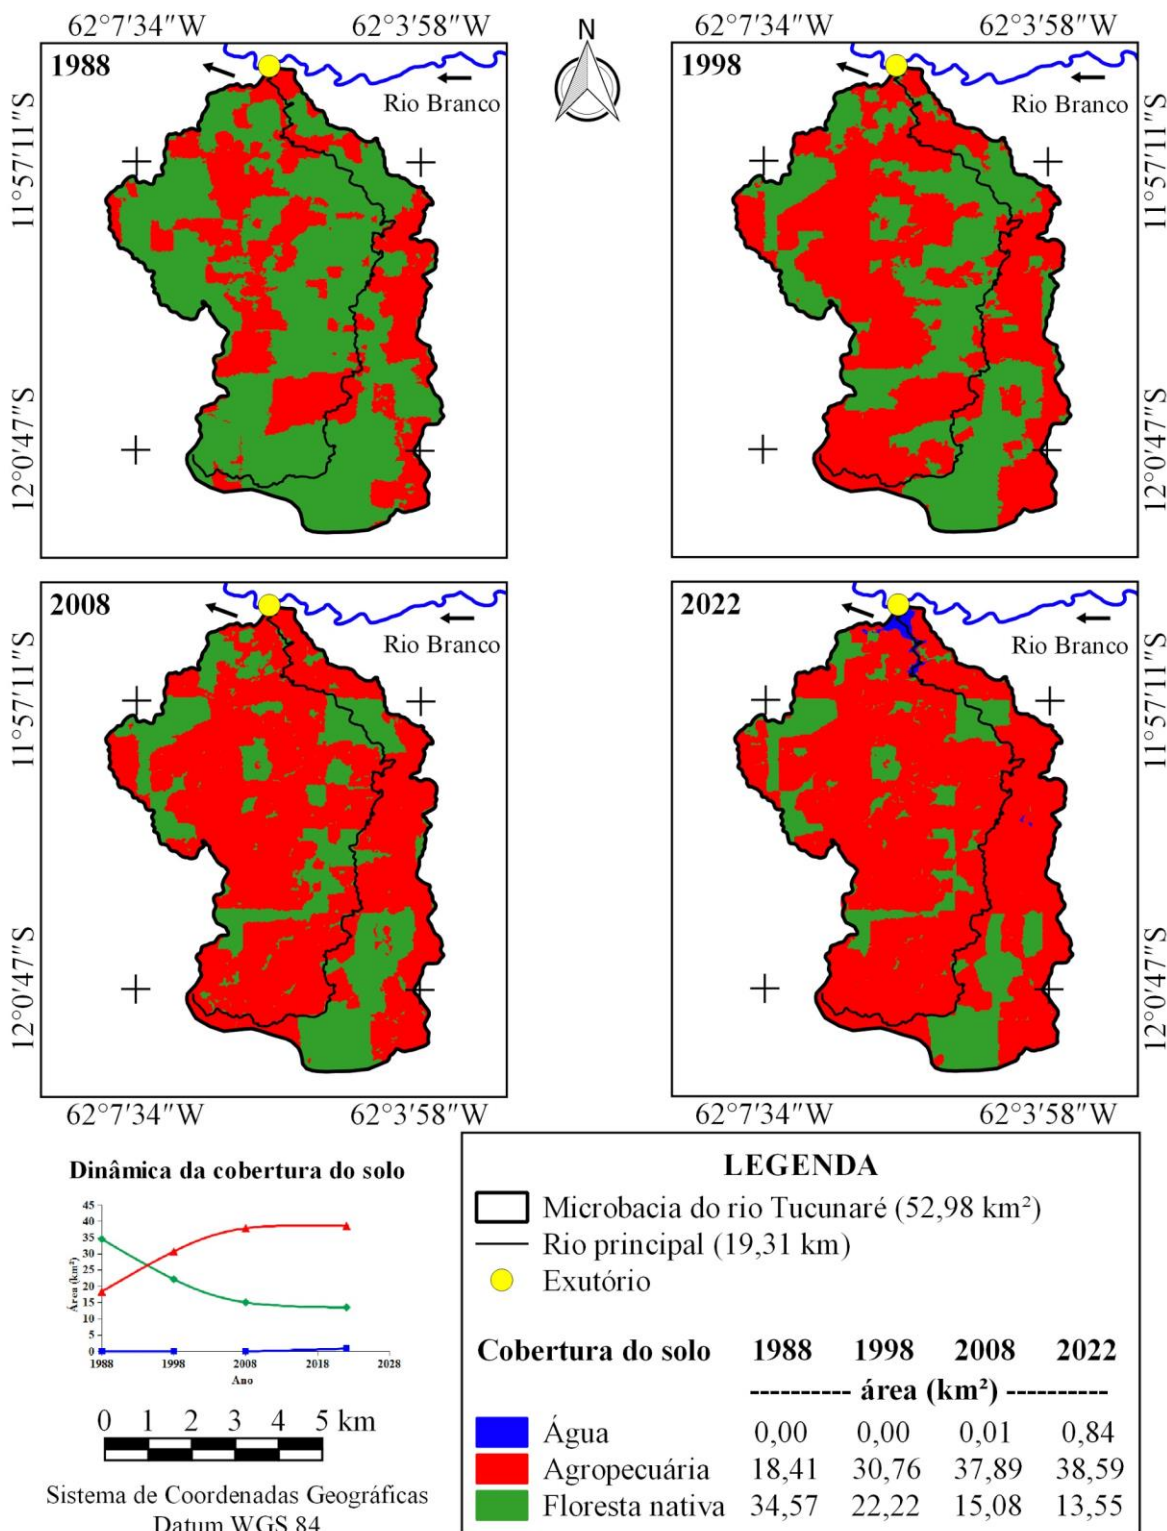 62°7'34"W 62°3'58"W 62°7'34"W 62°3'58"W
1988
Rio Branco
N
1998
Rio Branco
11°57'11"S
12°0'47"S
11°57'11"S
12°0'47"S
2008
Rio Branco
2022
Rio Branco
11°57'11"S
12°0'47"S
11°57'11"S
12°0'47"S
62°7'34"W 62°3'58"W 62°7'34"W 62°3'58"W
Dinâmica da cobertura do solo
Área (km²)
45
40
35
30
25
20
15
10
5
0
1988 1998 2008 2018 2028
Ano
0 1 2 3 4 5 km
Sistema de Coordenadas Geográficas
Datum WGS 84
LEGENDA
Microbacia do rio Tucunaré (52,98 km²)
Rio principal (19,31 km)
Exutório
Cobertura do solo 1988 1998 2008 2022
---------- área (km²) ----------
Água 0,00 0,00 0,01 0,84
Agropecuária 18,41 30,76 37,89 38,59
Floresta nativa 34,57 22,22 15,08 13,55